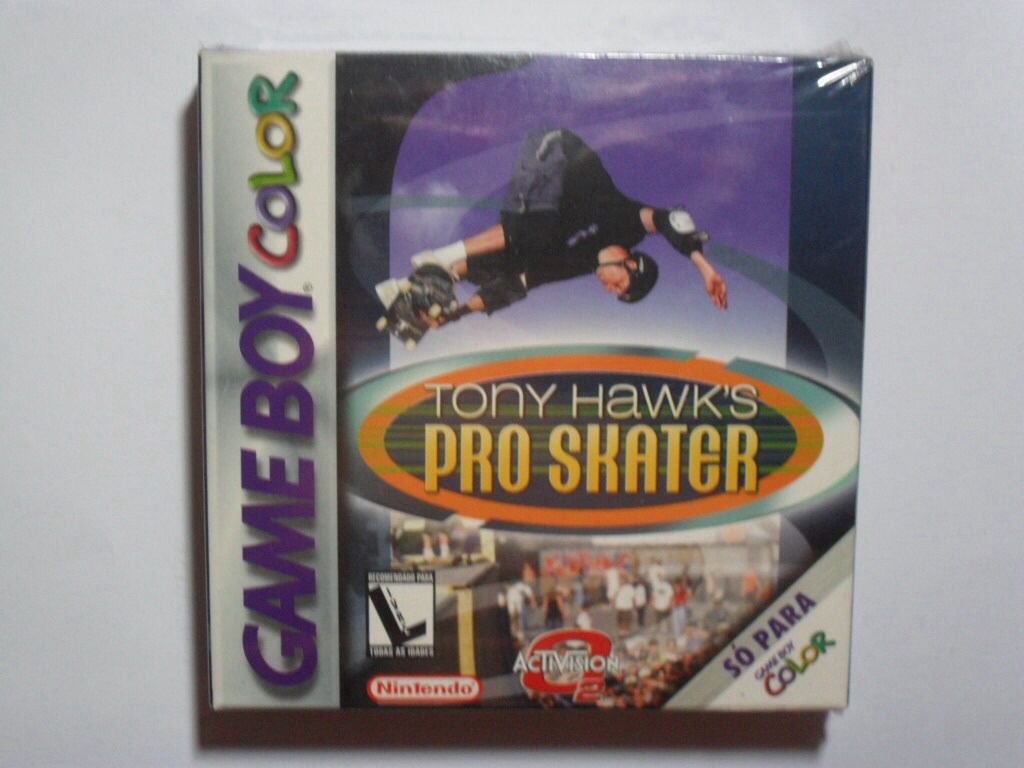 GAME BOY COLOR
TONY HAWK'S
PRO SKATER
RECOMENDADO PARA
LIVRE
TODAS AS IDADES
Nintendo
ACTIVISION
SÓ PARA
GAME BOY
COLOR